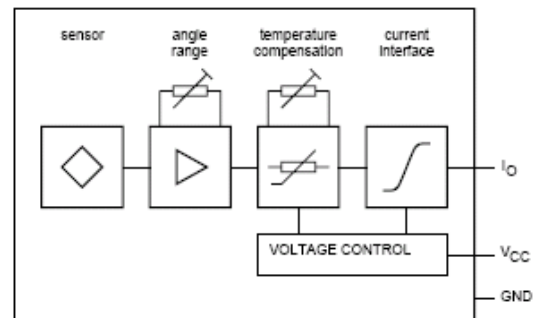 sensor
angle
range
temperature
compensation
current
interface
IO
VOLTAGE CONTROL
VCC
GND